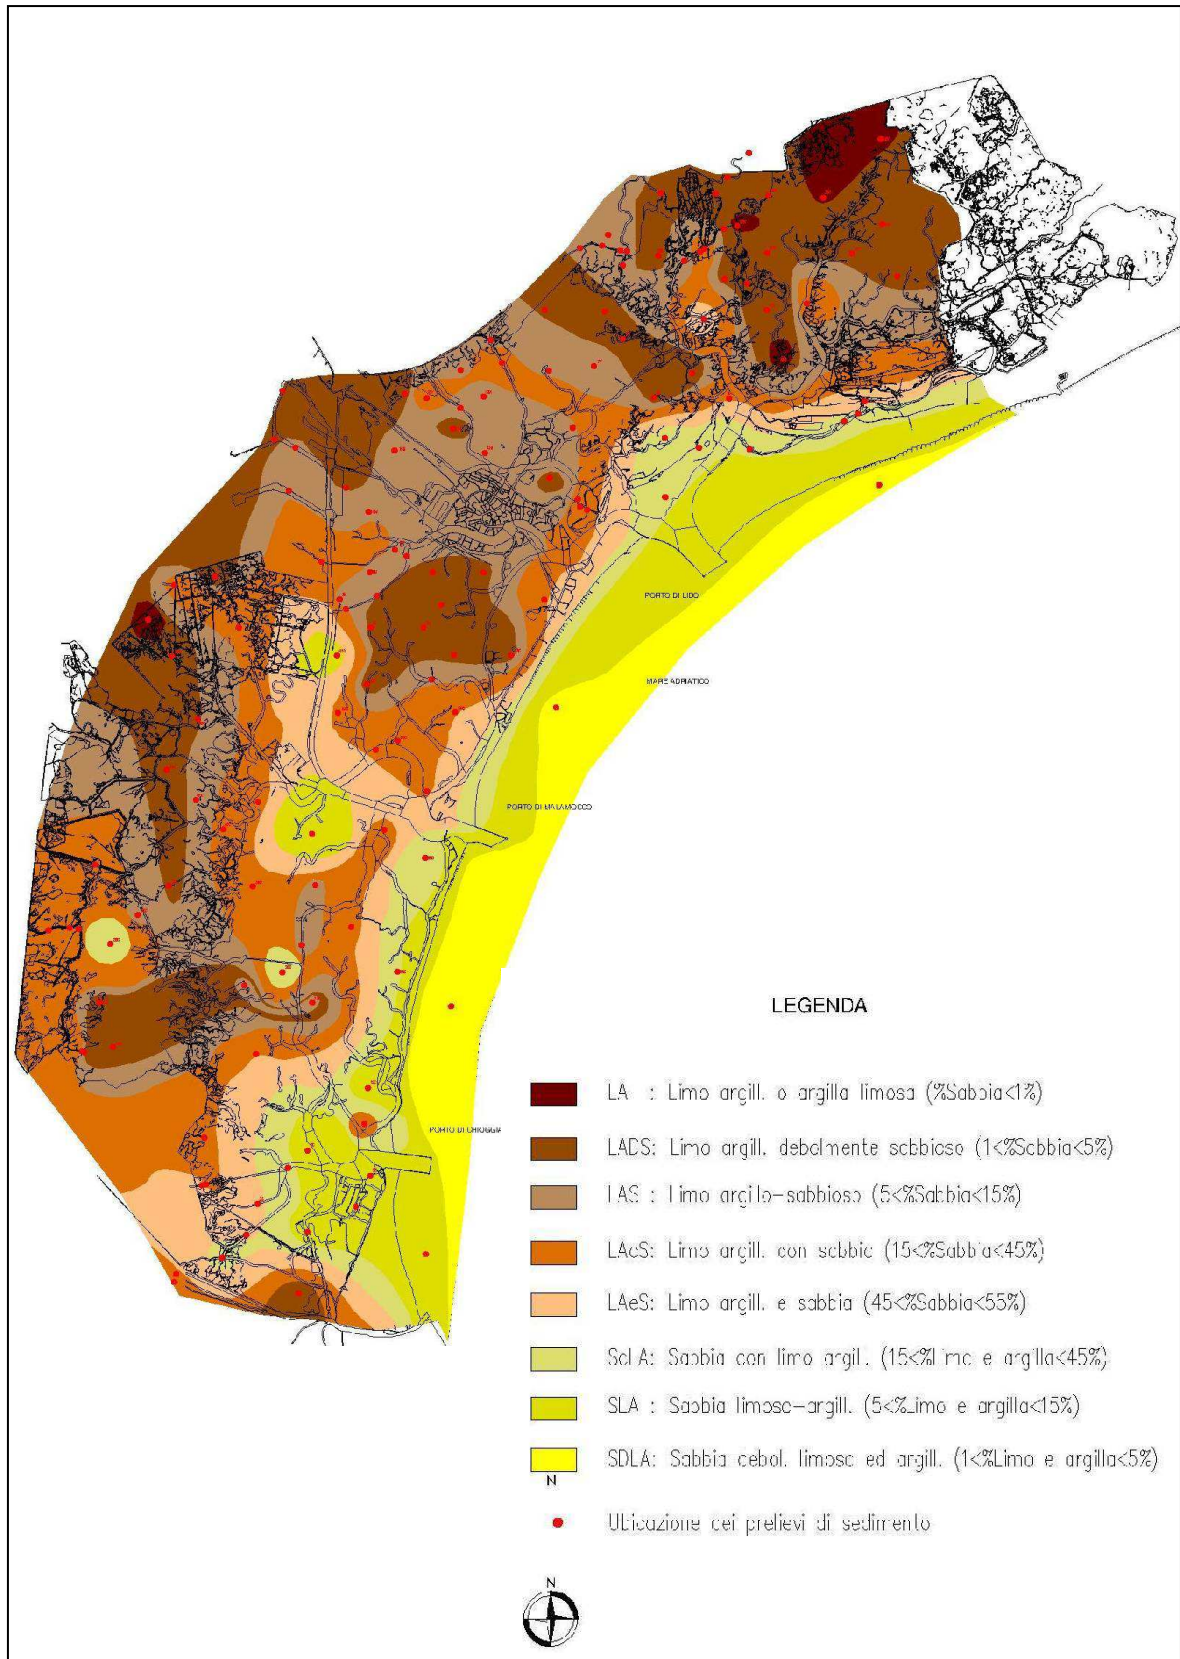 PORTO DI LIDO
MARE ADRIATICO
PORTO DI MALAMOCCO
PORTO DI CHIOGGIA
LEGENDA
LA : Limo argill. o argilla limosa (%Sabbia<1%)
LADS: Limo argill. debolmente sabbioso (1<%Sabbia<5%)
LAS : Limo argillo-sabbioso (5<%Sabbia<15%)
LAcS: Limo argill. con sabbia (15<%Sabbia<45%)
LAeS: Limo argill. e sabbia (45<%Sabbia<55%)
ScLA: Sabbia con limo argil. (15<%Limo e argilla<45%)
SLA : Sabbia limoso-argill. (5<%Limo e argilla<15%)
SDLA: Sabbia debol. limosa ed argill. (1<%Limo e argilla<5%)
N
Ubicazione dei prelievi di sedimento
N